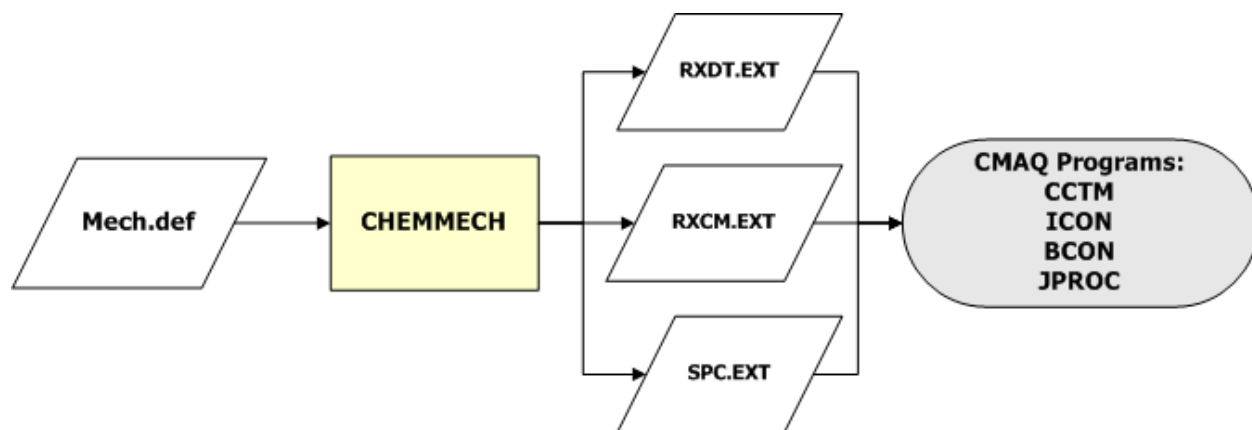 Mech.def
CHEMMECH
RXDT.EXT
RXCM.EXT
SPC.EXT
CMAQ Programs:
CCTM
ICON
BCON
JPROC